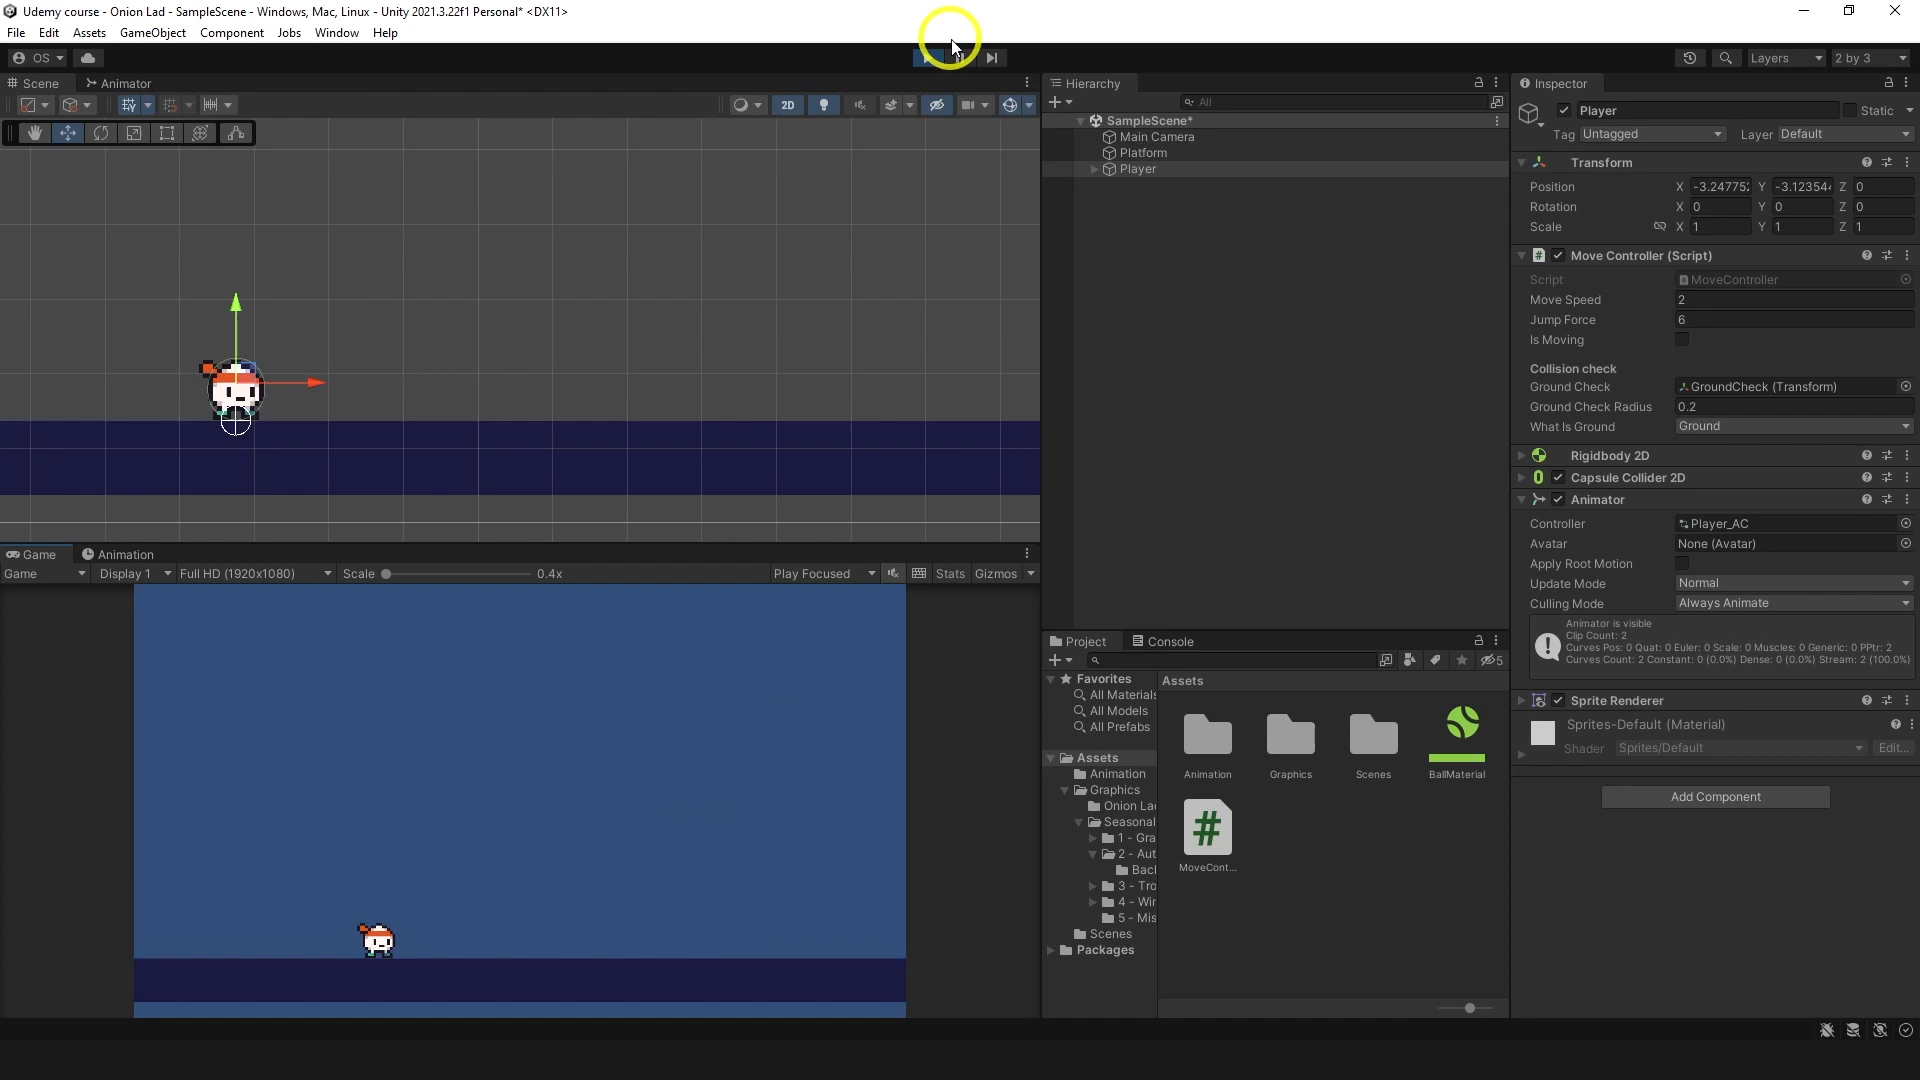 Udemy course - Onion Lad - SampleScene - Windows, Mac, Linux - Unity 2021.3.22f1 Personal* <DX11>
File Edit Assets GameObject Component Jobs Window Help
OS Layers 2 by 3
Scene Animator
2D
Game Animation
Game Display 1 Full HD (1920x1080) Scale 0.4x Play Focused Stats Gizmos
Hierarchy
All
SampleScene*
Main Camera
Platform
Player
Project Console
5
Favorites
All Materials
All Models
All Prefabs
Assets
Animation
Graphics
Onion La
Seasonal
1 - Gra
2 - Aut
Bac
3 - Tro
4 - Wir
5 - Mis
Scenes
Packages
Assets
Animation Graphics Scenes BallMaterial
#
MoveCont...
Inspector
Player Static
Tag Untagged Layer Default
Transform
Position X -3.247752 Y -3.12354 Z 0
Rotation X 0 Y 0 Z 0
Scale X 1 Y 1 Z 1
# Move Controller (Script)
Script MoveController
Move Speed 2
Jump Force 6
Is Moving
Collision check
Ground Check GroundCheck (Transform)
Ground Check Radius 0.2
What Is Ground Ground
Rigidbody 2D
Capsule Collider 2D
Animator
Controller Player_AC
Avatar None (Avatar)
Apply Root Motion
Update Mode Normal
Culling Mode Always Animate
Animator is visible
Clip Count: 2
Curves Pos: 0 Quat: 0 Euler: 0 Scale: 0 Muscles: 0 Generic: 0 PPtr: 2
Curves Count: 2 Constant: 0 (0.0%) Dense: 0 (0.0%) Stream: 2 (100.0%)
Sprite Renderer
Sprites-Default (Material)
Shader Sprites/Default Edit...
Add Component